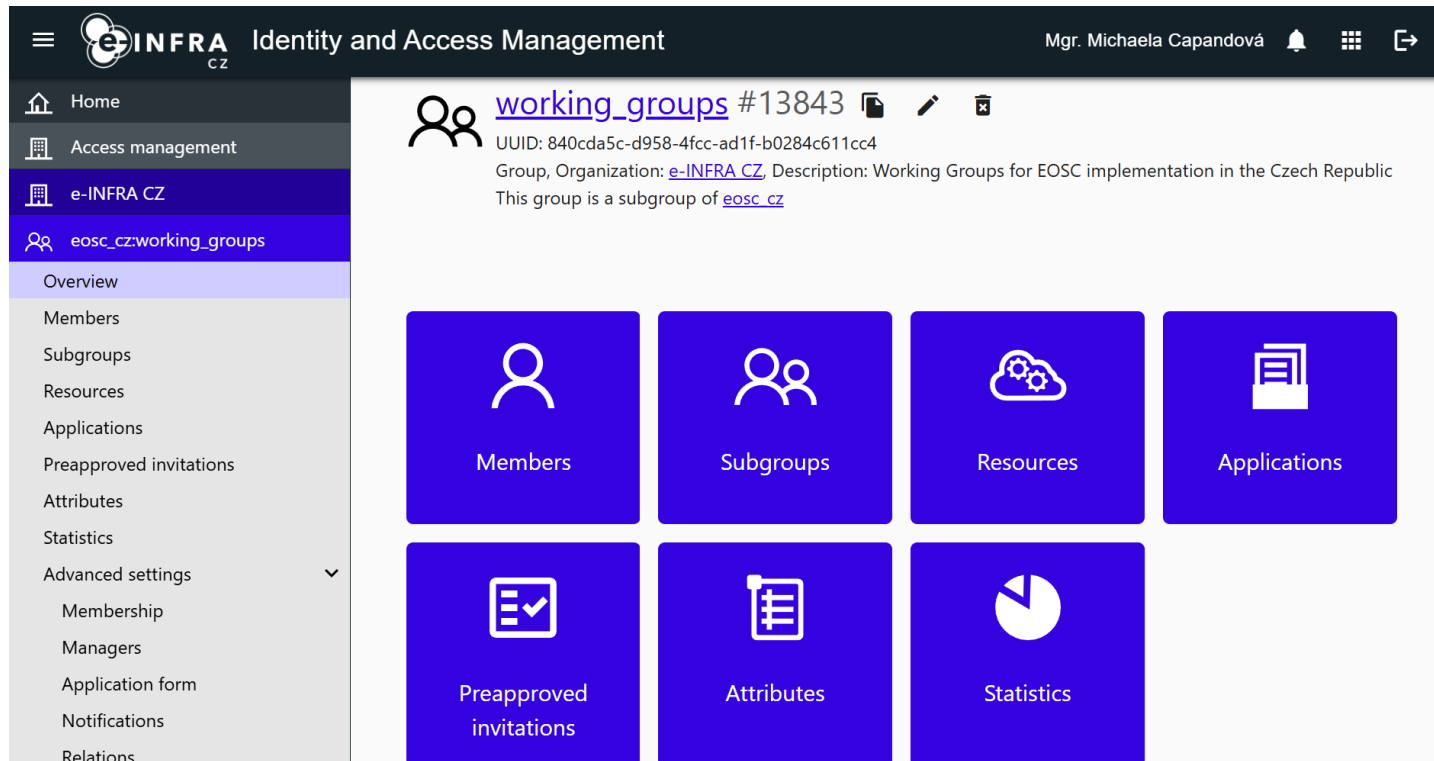 e-INFRA CZ Identity and Access Management Mgr. Michaela Capandová
Home
Access management
e-INFRA CZ
eosc_cz:working_groups
Overview
Members
Subgroups
Resources
Applications
Preapproved invitations
Attributes
Statistics
Advanced settings
Membership
Managers
Application form
Notifications
Relations
working_groups #13843
UUID: 840cda5c-d958-4fcc-ad1f-b0284c611cc4
Group, Organization: e-INFRA CZ, Description: Working Groups for EOSC implementation in the Czech Republic
This group is a subgroup of eosc_cz
Members
Subgroups
Resources
Applications
Preapproved
invitations
Attributes
Statistics